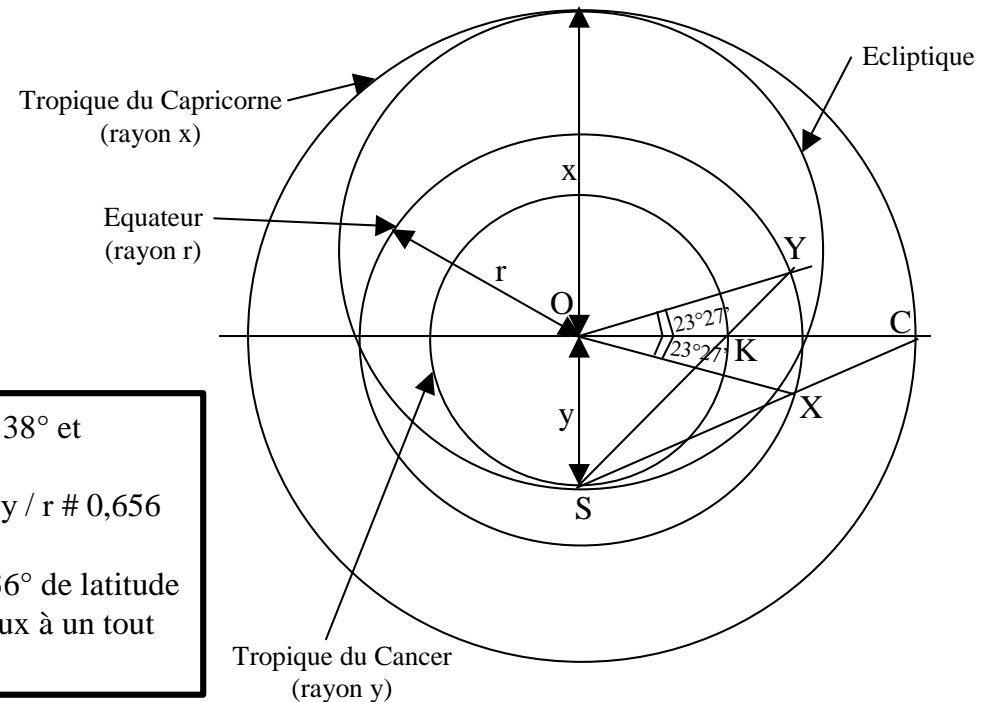 Ecliptique
Tropique du Capricorne
(rayon x)
x
Equateur
(rayon r)
r
Y
O
23°27'
C
23°27'
K
X
y
S
38° et
y / r # 0,656
36° de latitude
ux à un tout
Tropique du Cancer
(rayon y)